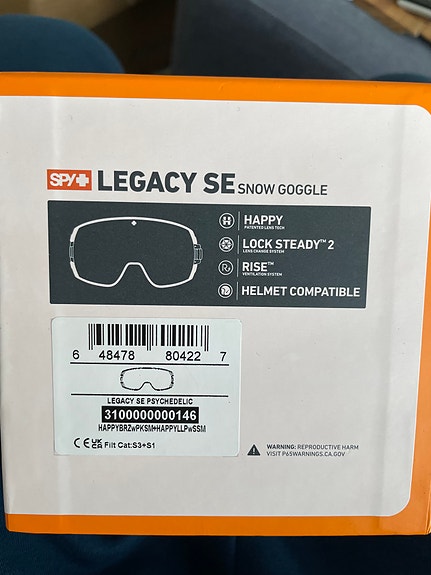 SPY+ LEGACY SE SNOW GOGGLE
HAPPY
PATENTED LENS TECH
LOCK STEADY™ 2
LENS CHANGE SYSTEM
RISE™
VENTILATION SYSTEM
HELMET COMPATIBLE
6 48478 80422 7
LEGACY SE PSYCHEDELIC
3100000000146
HAPPYBRZwPKSM+HAPPYLLPwSSM
CE UKCA Filt Cat:S3+S1
WARNING: REPRODUCTIVE HARM
VISIT P65WARNINGS.CA.GOV